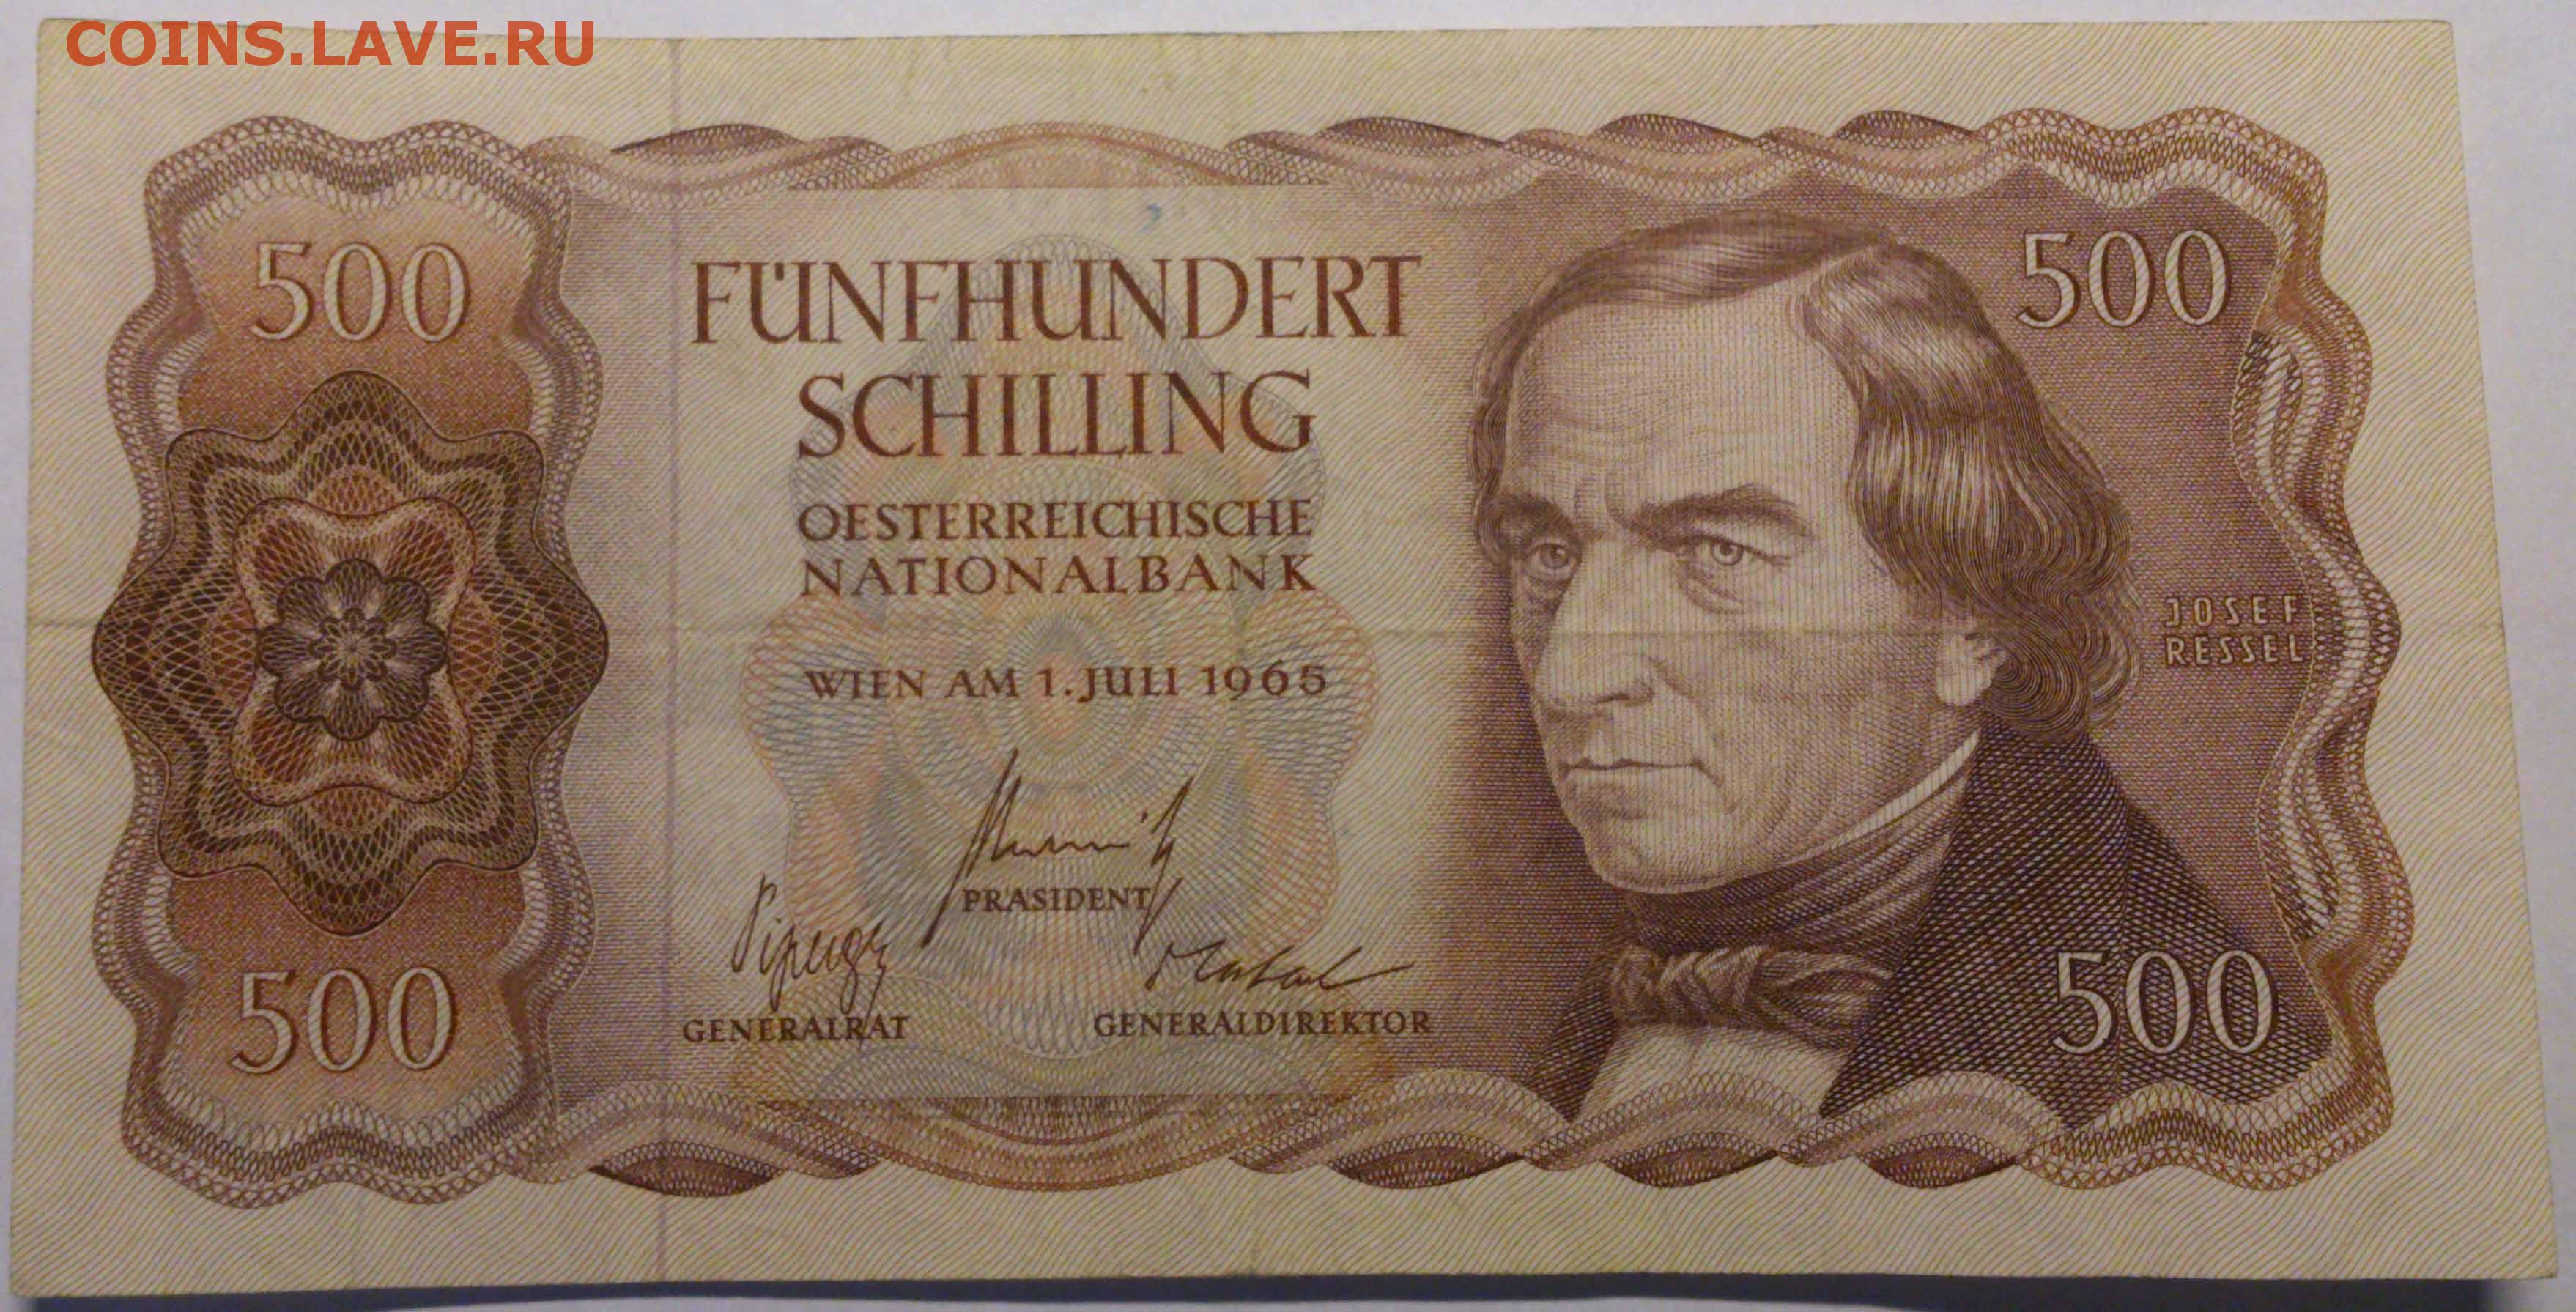 COINS.LAVE.RU
500
500
FÜNFHUNDERT
SCHILLING
OESTERREICHISCHE
NATIONALBANK
WIEN AM 1. JULI 1965
JOSEF
RESSEL
PRÄSIDENT
GENERALRAT
GENERALDIREKTOR
500
500